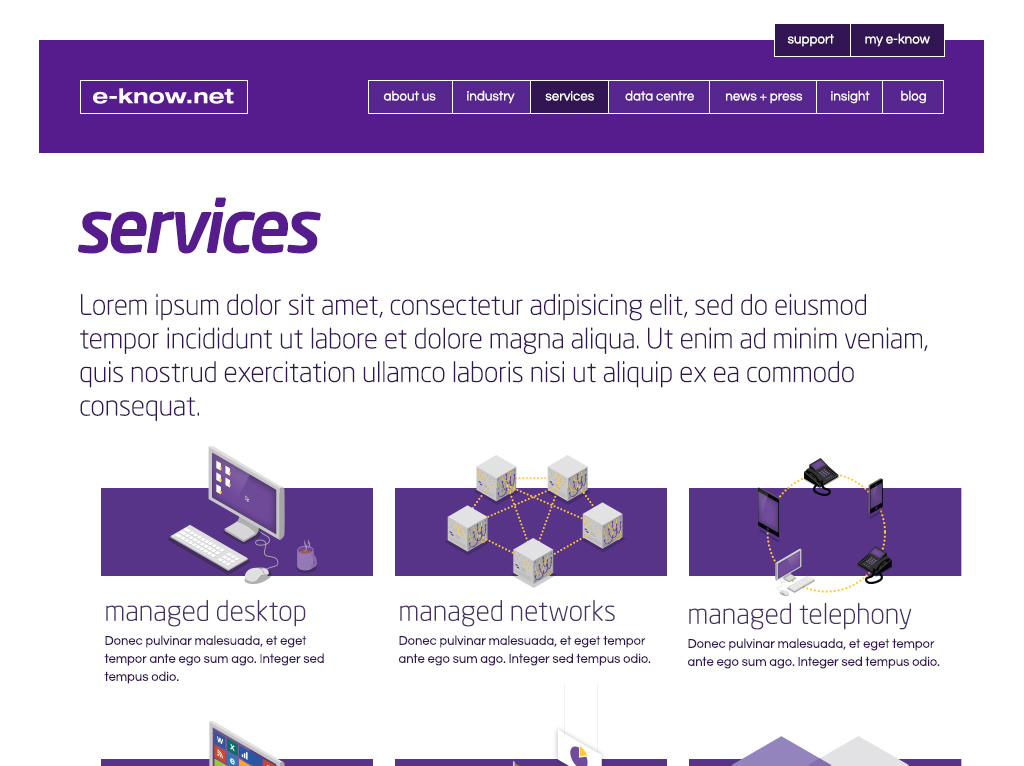 support my e-know
e-know.net about us industry services data centre news + press insight blog
services
Lorem ipsum dolor sit amet, consectetur adipisicing elit, sed do eiusmod
tempor incididunt ut labore et dolore magna aliqua. Ut enim ad minim veniam,
quis nostrud exercitation ullamco laboris nisi ut aliquip ex ea commodo
consequat.
managed desktop
Donec pulvinar malesuada, et eget
tempor ante ego sum ago. Integer sed
tempus odio.
managed networks
Donec pulvinar malesuada, et eget tempor
ante ego sum ago. Integer sed tempus odio.
managed telephony
Donec pulvinar malesuada, et eget tempor
ante ego sum ago. Integer sed tempus odio.